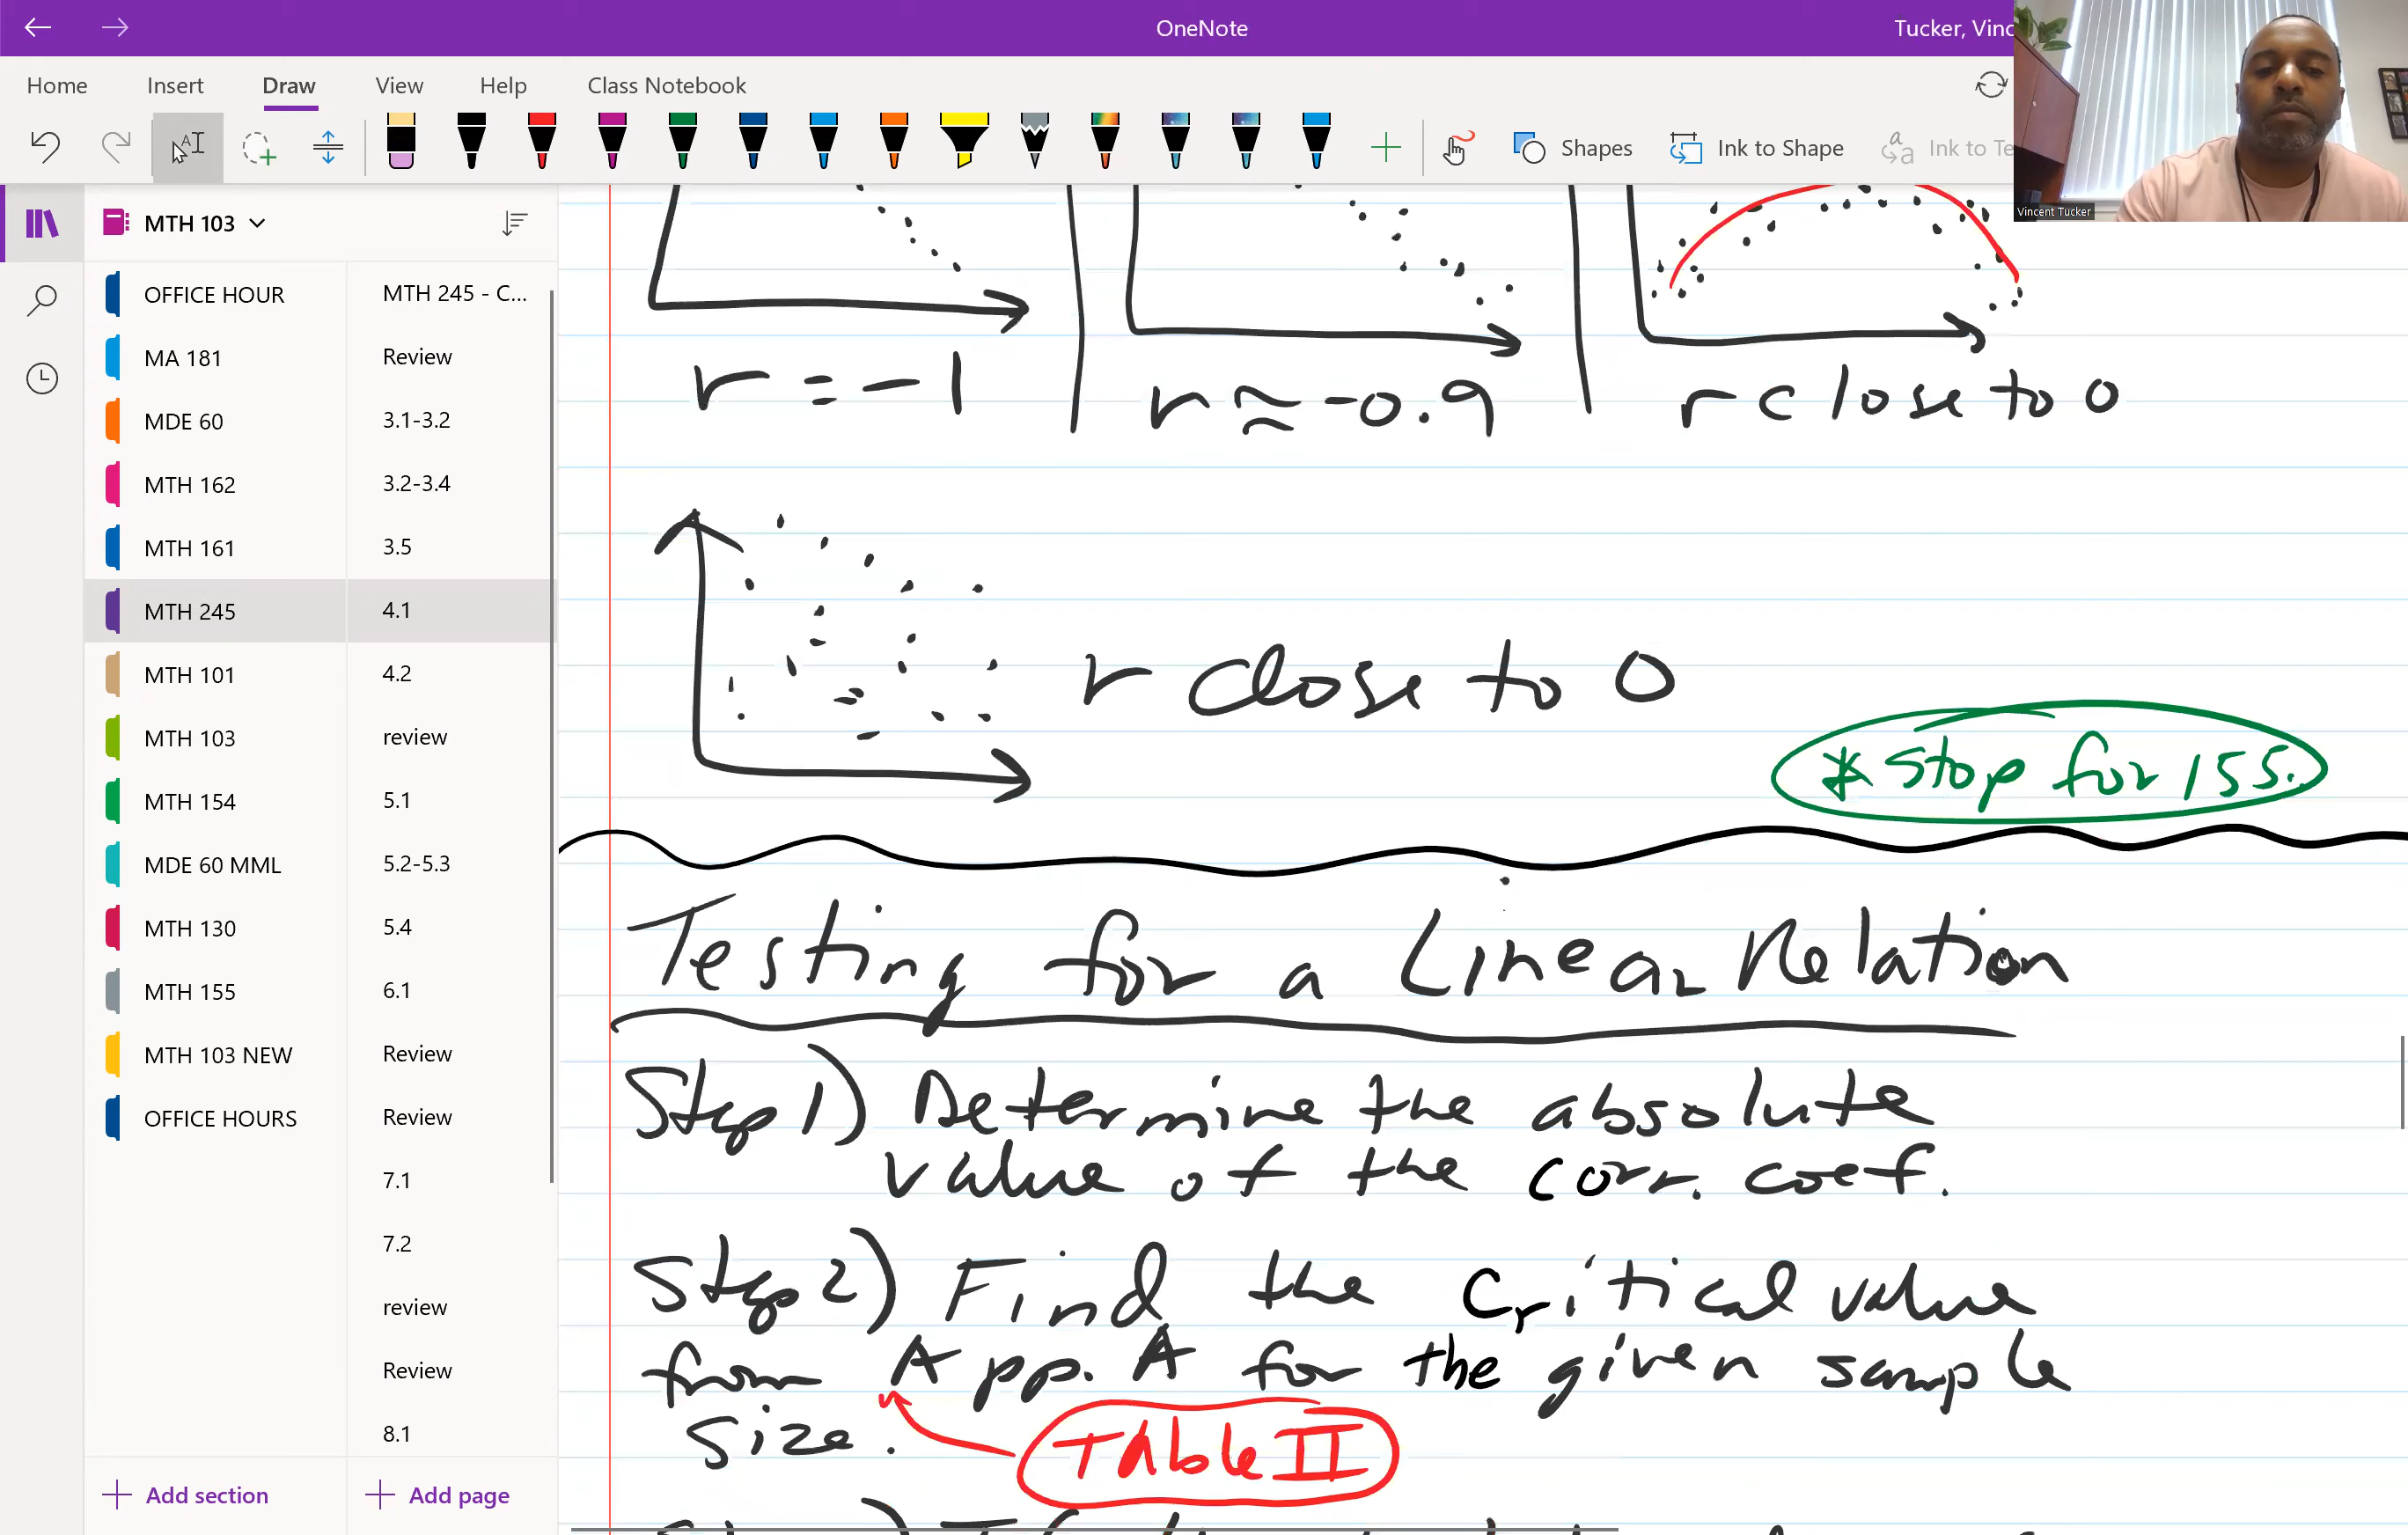 OneNote
Tucker, Vinc
Home Insert Draw View Help Class Notebook
Shapes Ink to Shape Ink to Te
Vincent Tucker
MTH 103
OFFICE HOUR
MA 181
MDE 60
MTH 162
MTH 161
MTH 245
MTH 101
MTH 103
MTH 154
MDE 60 MML
MTH 130
MTH 155
MTH 103 NEW
OFFICE HOURS
Add section
MTH 245 - C...
Review
3.1-3.2
3.2-3.4
3.5
4.1
4.2
review
5.1
5.2-5.3
5.4
6.1
Review
Review
7.1
7.2
review
Review
8.1
Add page
r = -1
r ≈ -0.9
r close to 0
r close to 0
* Stop for 155.
Testing for a Linear Relation
Step 1) Determine the absolute
value of the corr. coef.
Step 2) Find the critical value
from App. A for the given sample
size.
Table II